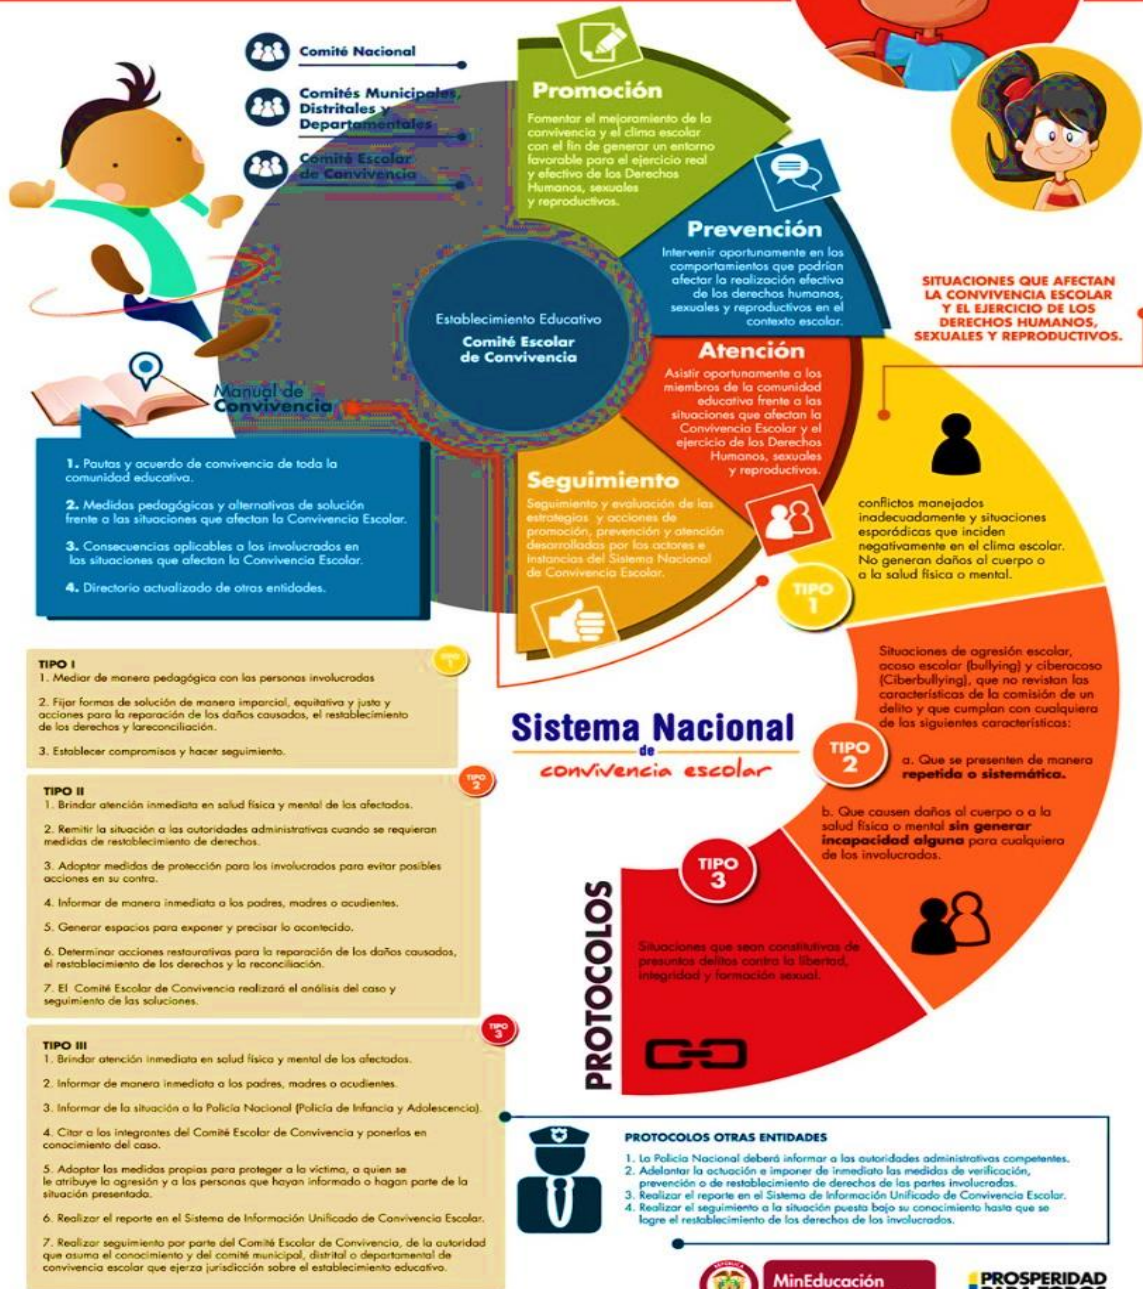 Comité Nacional
Comités Municipales,
Distritales y
Departamentales
Comité Escolar
de Convivencia
Promoción
Fomentar el mejoramiento de la
convivencia y el clima escolar
con el fin de generar un entorno
favorable para el ejercicio real
y efectivo de los Derechos
Humanos, sexuales
y reproductivos.
Prevención
Intervenir oportunamente en los
comportamientos que podrían
afectar la realización efectiva
de los derechos humanos,
sexuales y reproductivos en el
contexto escolar.
Establecimiento Educativo
Comité Escolar
de Convivencia
Atención
Asistir oportunamente a los
miembros de la comunidad
educativa frente a las
situaciones que afectan la
Convivencia Escolar y el
ejercicio de los Derechos
Humanos, sexuales
y reproductivos.
Seguimiento
Seguimiento y evaluación de las
estrategias y acciones de
promoción, prevención y atención
desarrolladas por los actores e
instancias del Sistema Nacional
de Convivencia Escolar.
SITUACIONES QUE AFECTAN
LA CONVIVENCIA ESCOLAR
Y EL EJERCICIO DE LOS
DERECHOS HUMANOS,
SEXUALES Y REPRODUCTIVOS.
Manual de
Convivencia
1. Pautas y acuerdo de convivencia de toda la
comunidad educativa.
2. Medidas pedagógicas y alternativas de solución
frente a las situaciones que afectan la Convivencia Escolar.
3. Consecuencias aplicables a los involucrados en
las situaciones que afectan la Convivencia Escolar.
4. Directorio actualizado de otras entidades.
conflictos manejados
inadecuadamente y situaciones
esporádicas que inciden
negativamente en el clima escolar.
No generan daños al cuerpo o
a la salud física o mental.
TIPO
1
Situaciones de agresión escolar,
acoso escolar (bullying) y ciberacoso
(Ciberbullying), que no revistan las
características de la comisión de un
delito y que cumplan con cualquiera
de las siguientes características:
a. Que se presenten de manera
repetida o sistemática.
b. Que causen daños al cuerpo o a la
salud física o mental sin generar
incapacidad alguna para cualquiera
de los involucrados.
TIPO
2
Sistema Nacional
de
convivencia escolar
TIPO
3
Situaciones que sean constitutivas de
presuntos delitos contra la libertad,
integridad y formación sexual.
PROTOCOLOS
TIPO
1
TIPO I
1. Mediar de manera pedagógica con las personas involucradas
2. Fijar formas de solución de manera imparcial, equitativa y justa y
acciones para la reparación de los daños causados, el restablecimiento
de los derechos y lareconciliación.
3. Establecer compromisos y hacer seguimiento.
TIPO
2
TIPO II
1. Brindar atención inmediata en salud física y mental de los afectados.
2. Remitir la situación a las autoridades administrativas cuando se requieran
medidas de restablecimiento de derechos.
3. Adoptar medidas de protección para los involucrados para evitar posibles
acciones en su contra.
4. Informar de manera inmediata a los padres, madres o acudientes.
5. Generar espacios para exponer y precisar lo acontecido.
6. Determinar acciones restaurativas para la reparación de los daños causados,
el restablecimiento de los derechos y la reconciliación.
7. El Comité Escolar de Convivencia realizará el análisis del caso y
seguimiento de las soluciones.
TIPO
3
TIPO III
1. Brindar atención inmediata en salud física y mental de los afectados.
2. Informar de manera inmediata a los padres, madres o acudientes.
3. Informar de la situación a la Policía Nacional (Policía de Infancia y Adolescencia).
4. Citar a los integrantes del Comité Escolar de Convivencia y ponerlos en
conocimiento del caso.
5. Adoptar las medidas propias para proteger a la víctima, a quien se
le atribuye la agresión y a las personas que hayan informado o hagan parte de la
situación presentada.
6. Realizar el reporte en el Sistema de Información Unificado de Convivencia Escolar.
7. Realizar seguimiento por parte del Comité Escolar de Convivencia, de la autoridad
que asuma el conocimiento y del comité municipal, distrital o departamental de
convivencia escolar que ejerza jurisdicción sobre el establecimiento educativo.
PROTOCOLOS OTRAS ENTIDADES
1. La Policía Nacional deberá informar a las autoridades administrativas competentes.
2. Adelantar la actuación e imponer de inmediato las medidas de verificación,
prevención o de restablecimiento de derechos de las partes involucradas.
3. Realizar el reporte en el Sistema de Información Unificado de Convivencia Escolar.
4. Realizar el seguimiento a la situación puesta bajo su conocimiento hasta que se
logre el restablecimiento de los derechos de los involucrados.
MinEducación
PROSPERIDAD
PARA TODOS